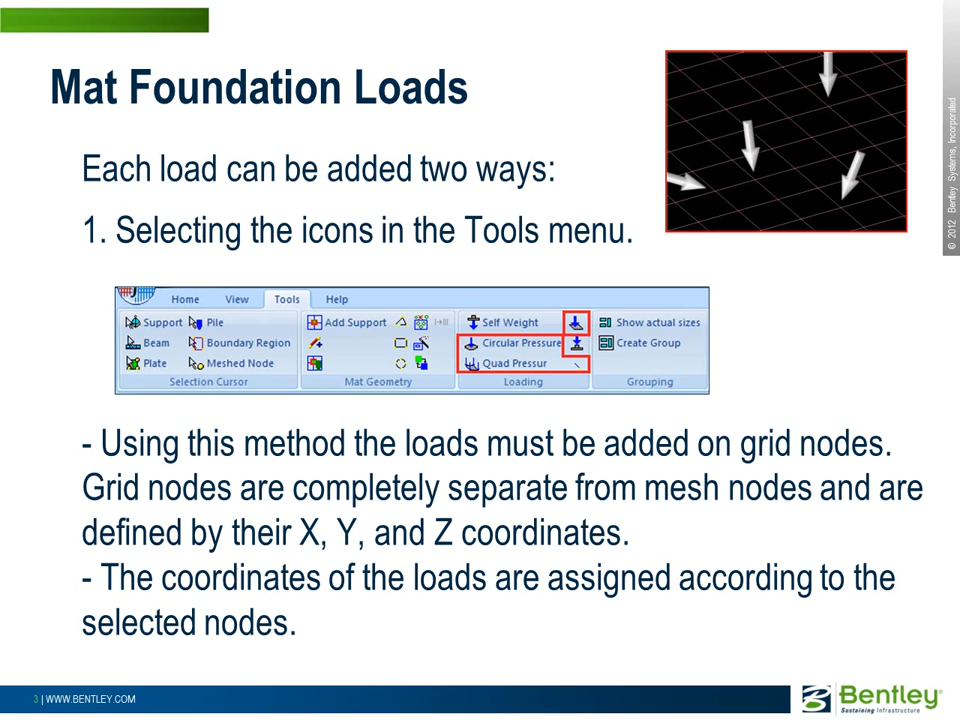 Mat Foundation Loads
Each load can be added two ways:
1. Selecting the icons in the Tools menu.
Home View Tools Help
Support Pile Add Support Self Weight Show actual sizes
Beam Boundary Region Circular Pressure Create Group
Plate Meshed Node Quad Pressur
Selection Cursor Mat Geometry Loading Grouping
- Using this method the loads must be added on grid nodes.
Grid nodes are completely separate from mesh nodes and are
defined by their X, Y, and Z coordinates.
- The coordinates of the loads are assigned according to the
selected nodes.
3 | WWW.BENTLEY.COM
Bentley®
Sustaining Infrastructure
© 2012 Bentley Systems, Incorporated